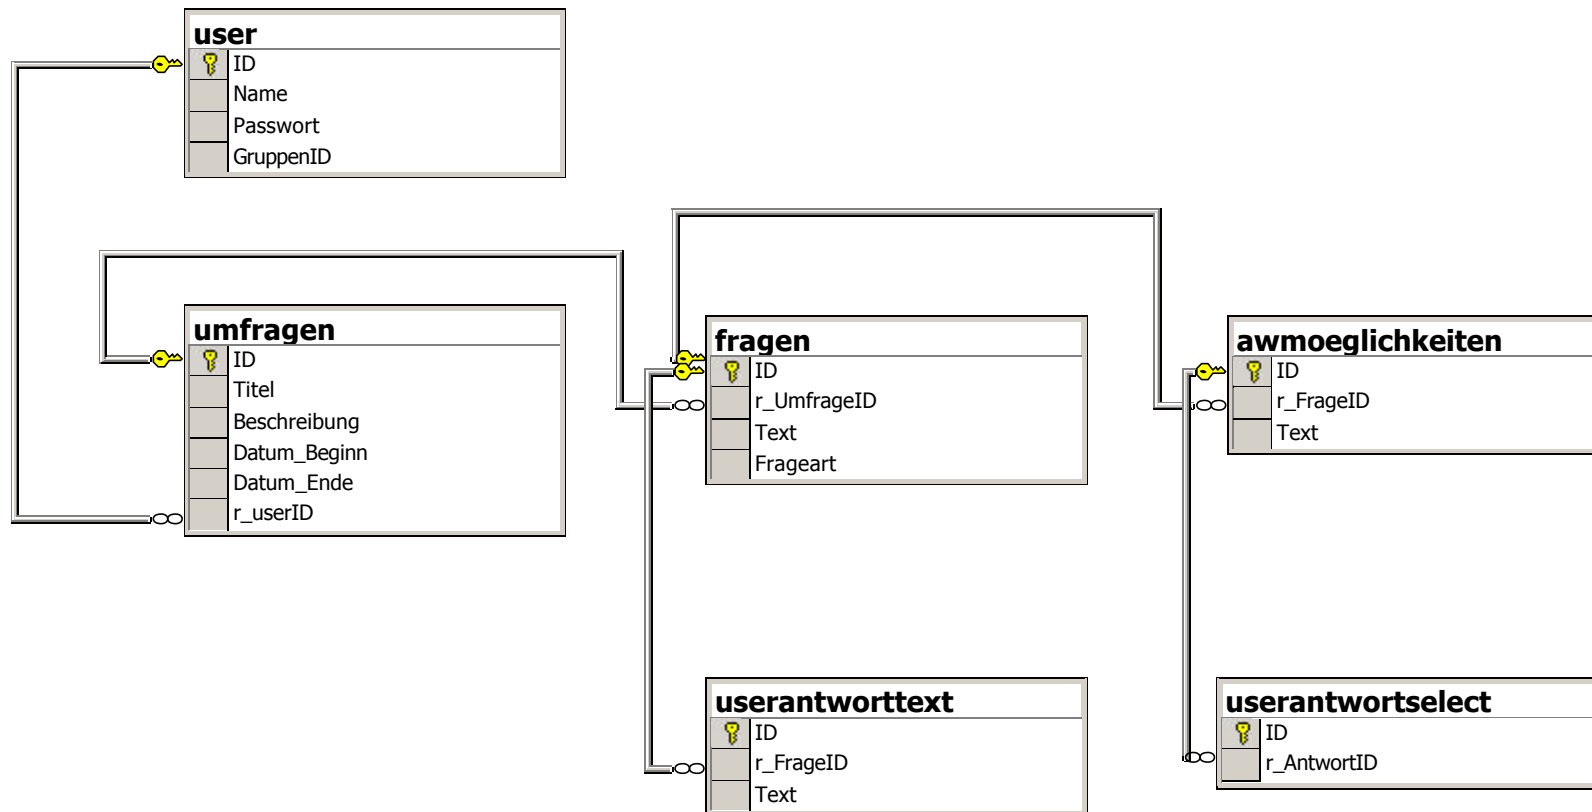 user
ID
Name
Passwort
GruppenID
umfragen
ID
Titel
Beschreibung
Datum_Beginn
Datum_Ende
r_userID
fragen
ID
r_UmfrageID
Text
Frageart
awmoeglichkeiten
ID
r_FrageID
Text
userantworttext
ID
r_FrageID
Text
userantwortselect
ID
r_AntwortID